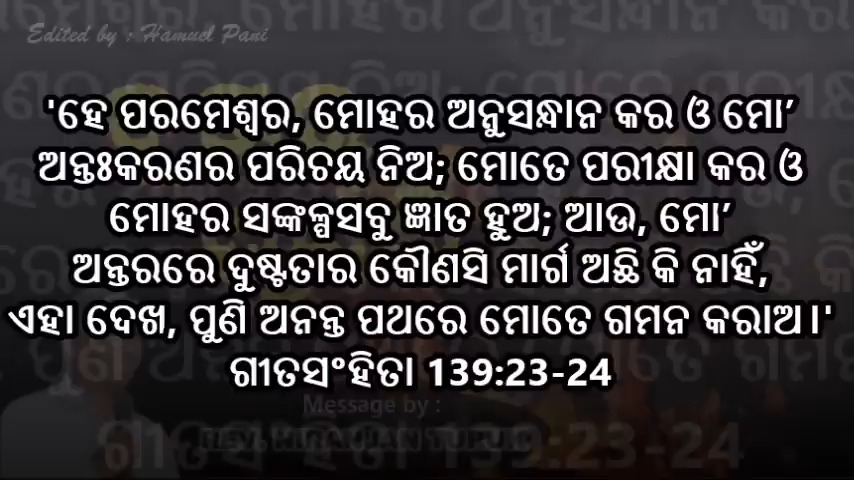 Edited by : Hamuel Pani
'ହେ ପରମେଶ୍ୱର, ମୋହର ଅନୁସନ୍ଧାନ କର ଓ ମୋ’
ଅନ୍ତଃକରଣର ପରିଚୟ ନିଅ; ମୋତେ ପରୀକ୍ଷା କର ଓ
ମୋହର ସଙ୍କଳ୍ପସବୁ ଜ୍ଞାତ ହୁଅ; ଆଉ, ମୋ’
ଅନ୍ତରରେ ଦୁଷ୍ଟତାର କୌଣସି ମାର୍ଗ ଅଛି କି ନାହିଁ,
ଏହା ଦେଖ, ପୁଣି ଅନନ୍ତ ପଥରେ ମୋତେ ଗମନ କରାଅ।'
ଗୀତସଂହିତା 139:23-24
Message by :